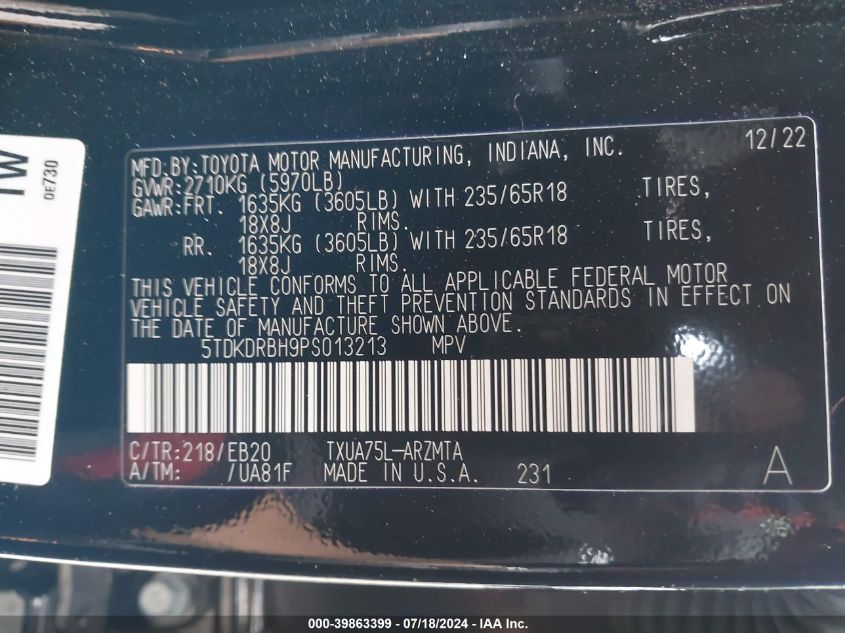 12/22
MFD.BY:TOYOTA MOTOR MANUFACTURING, INDIANA, INC.
GVWR:2710KG (5970LB)
GAWR:FRT. 1635KG (3605LB) WITH 235/65R18 TIRES,
18X8J RIMS.
RR. 1635KG (3605LB) WITH 235/65R18 TIRES,
18X8J RIMS.
THIS VEHICLE CONFORMS TO ALL APPLICABLE FEDERAL MOTOR
VEHICLE SAFETY AND THEFT PREVENTION STANDARDS IN EFFECT ON
THE DATE OF MANUFACTURE SHOWN ABOVE.
5TDKDRBH9PS013213 MPV
C/TR:218/EB20 TXUA75L-ARZMTA
A/TM: /UA81F MADE IN U.S.A. 231 A
0E730
000-39863399 - 07/18/2024 - IAA Inc.